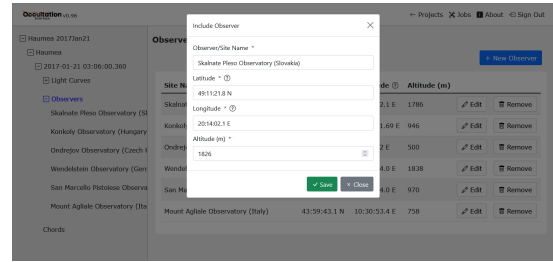 Occultation v0.96
← Projects Jobs About Sign Out
Haumea 2017Jan21
Haumea
2017-01-21 03:06:00.360
Light Curves
Observers
Skalnate Pleso Observatory (Sl
Konkoly Observatory (Hungary
Ondrejov Observatory (Czech
Wendelstein Observatory (Ger
San Marcello Pistoiese Observa
Mount Agliale Observatory (Ita
Chords
Observe
+ New Observer
Include Observer
Observer/Site Name *
Skalnate Pleso Observatory (Slovakia)
Latitude *
49:11:21.8 N
Longitude *
20:14:02.1 E
Altitude (m) *
1826
Save × Close
Site Na de Altitude (m)
Skalnat 2.1 E 1786 Edit Remove
Konkol 1.69 E 946 Edit Remove
Ondrejo 2 E 500 Edit Remove
Wendel 4.0 E 1838 Edit Remove
San Ma 4.0 E 970 Edit Remove
Mount Agliale Observatory (Italy) 43:59:43.1 N 10:30:53.4 E 758 Edit Remove